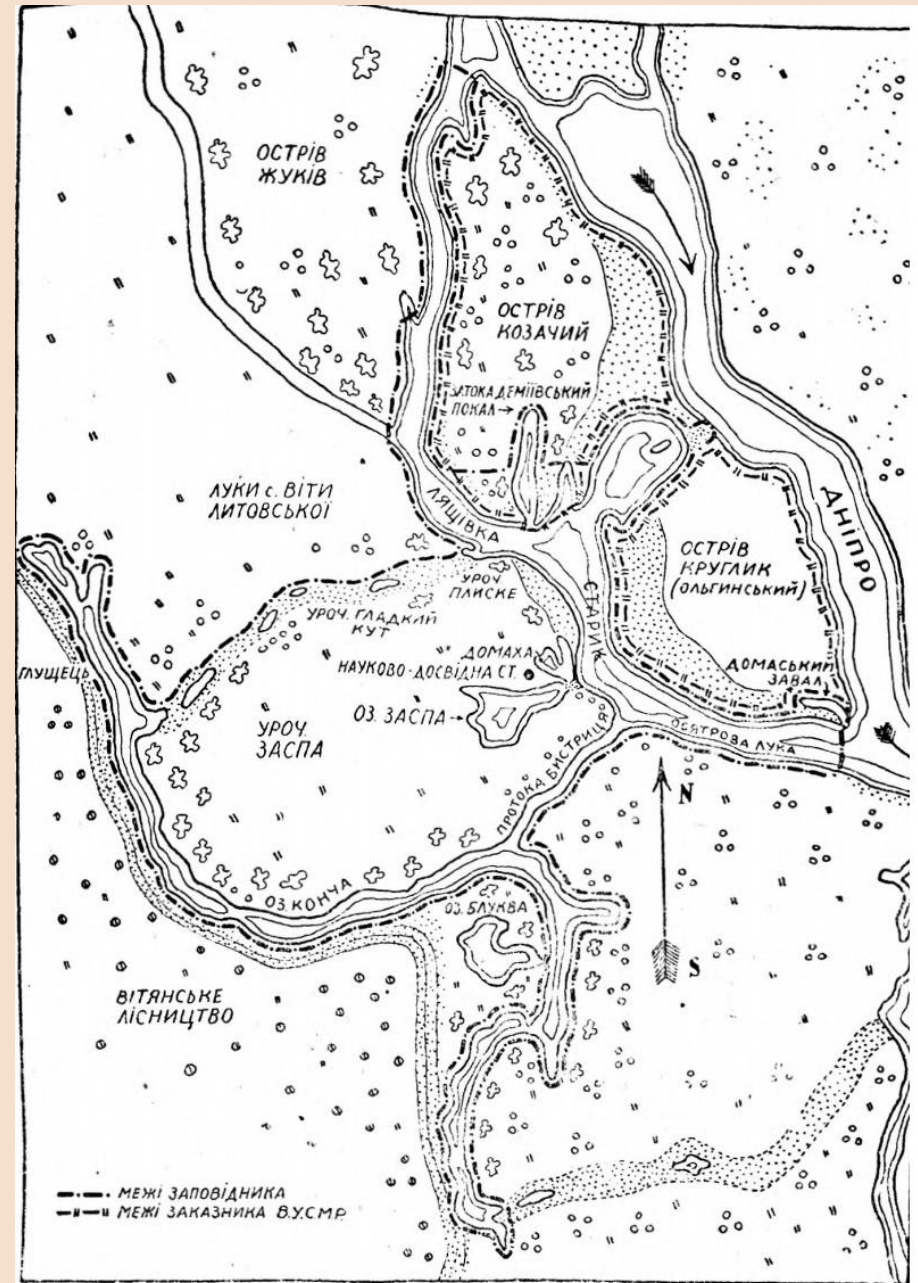 ОСТРІВ
ЖУКІВ
ОСТРІВ
КОЗАЧИЙ
ЗАТОКА ДЕМІЇВСЬКИЙ
ПОКАЛ
ЛУКИ с. ВІТИ
ЛИТОВСЬКОЇ
ЛЯЦІВКА
ДНІПРО
ОСТРІВ
КРУГЛИК
(ОЛЬГИНСЬКИЙ)
СТАРИК
УРОЧ.
ПЛИСКЕ
УРОЧ. ГЛАДКИЙ
КУТ
ДОМАХА
НАУКОВО-ДОСВІДНА СТ.
ДОМАСЬКИЙ
ЗАВАЛ
ГЛУЩЕЦЬ
ОЗ. ЗАСПА
УРОЧ.
ЗАСПА
ОСЯТРОВА ЛУКА
ПРОТОКА БИСТРИЦЯ
N
ОЗ. КОНЧА
ОЗ. БЛУКВА
S
ВІТЯНСЬКЕ
ЛІСНИЦТВО
МЕЖІ ЗАПОВІДНИКА
МЕЖІ ЗАКАЗНИКА В.У.С.М.Р.